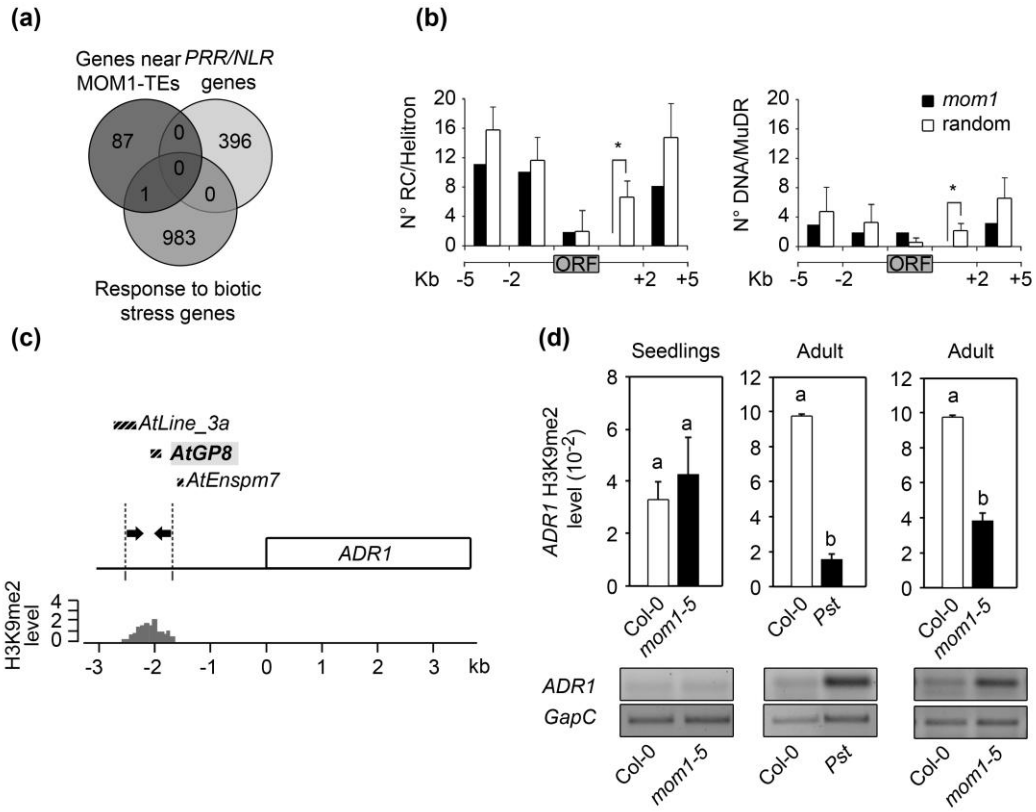 (a)
Genes near PRR/NLR
MOM1-TEs genes
87 0 396
0
1 0
983
Response to biotic
stress genes
(b)
N° RC/Helitron
20
16
12
8
4
0
*
ORF
Kb -5 -2 +2 +5
N° DNA/MuDR
20
16
12
8
4
0
*
mom1
random
ORF
Kb -5 -2 +2 +5
(c)
AtLine_3a
AtGP8
AtEnspm7
ADR1
H3K9me2
level
4
2
0
-3 -2 -1 0 1 2 3 kb
(d)
Seedlings Adult Adult
ADR1 H3K9me2
level (10-2)
8
6
4
2
0
a a
Col-0 mom1-5
12
10
8
6
4
2
0
a b
Col-0 Pst
12
10
8
6
4
2
0
a b
Col-0 mom1-5
ADR1
GapC
Col-0 mom1-5 Col-0 Pst Col-0 mom1-5